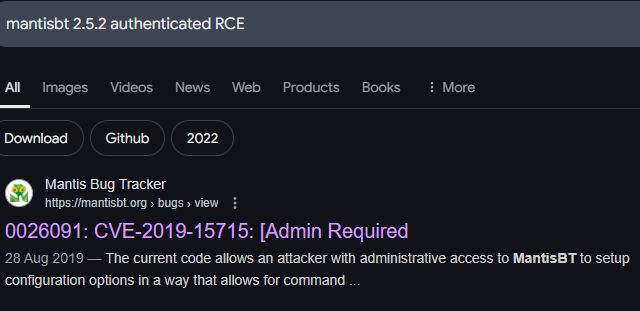 mantisbt 2.5.2 authenticated RCE
All Images Videos News Web Products Books ⋮ More
Download Github 2022
Mantis Bug Tracker
https://mantisbt.org › bugs › view ⋮
0026091: CVE-2019-15715: [Admin Required
28 Aug 2019 — The current code allows an attacker with administrative access to MantisBT to setup
configuration options in a way that allows for command ...